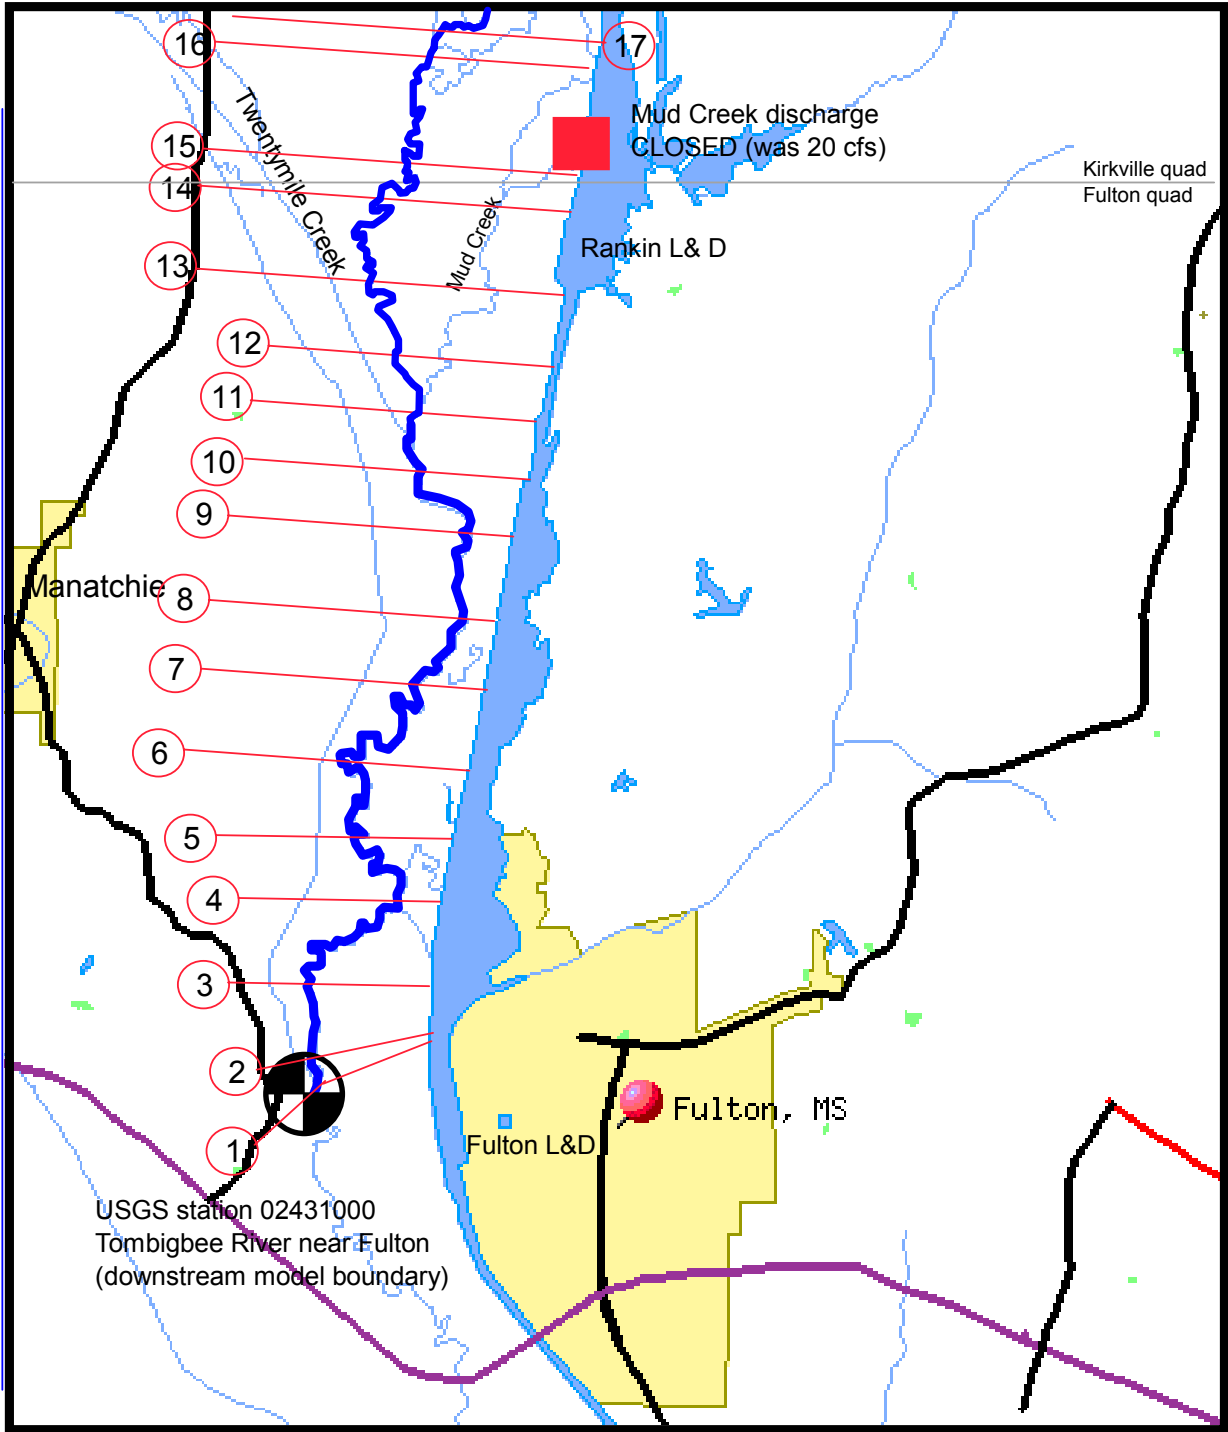 16
17
Mud Creek discharge
CLOSED (was 20 cfs)
15
Kirkville quad
14
Fulton quad
Twentymile Creek
Mud Creek
Rankin L& D
13
12
11
10
9
Manatchie
8
7
6
5
4
3
2
Fulton, MS
1
Fulton L&D
USGS station 02431000
Tombigbee River near Fulton
(downstream model boundary)